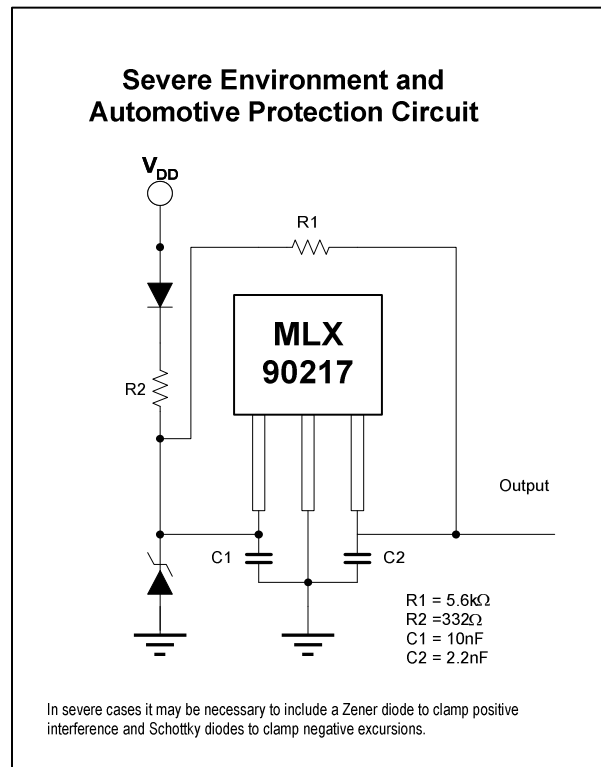 Severe Environment and
Automotive Protection Circuit
VDD
R1
MLX
90217
R2
Output
C1
C2
R1 = 5.6kΩ
R2 =332Ω
C1 = 10nF
C2 = 2.2nF
In severe cases it may be necessary to include a Zener diode to clamp positive
interference and Schottky diodes to clamp negative excursions.